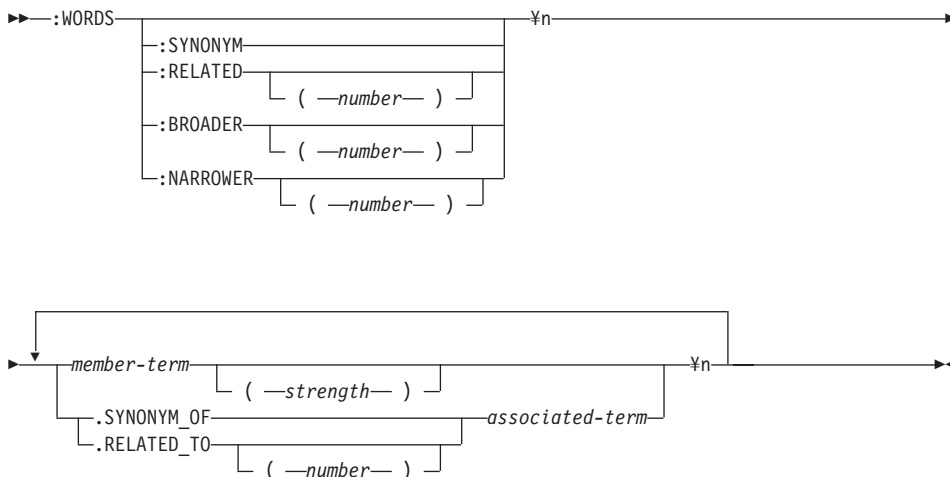 :WORDS ¥n
:SYNONYM
:RELATED
( number )
:BROADER
( number )
:NARROWER
( number )
member-term ¥n
( strength )
.SYNONYM_OF associated-term
.RELATED_TO
( number )